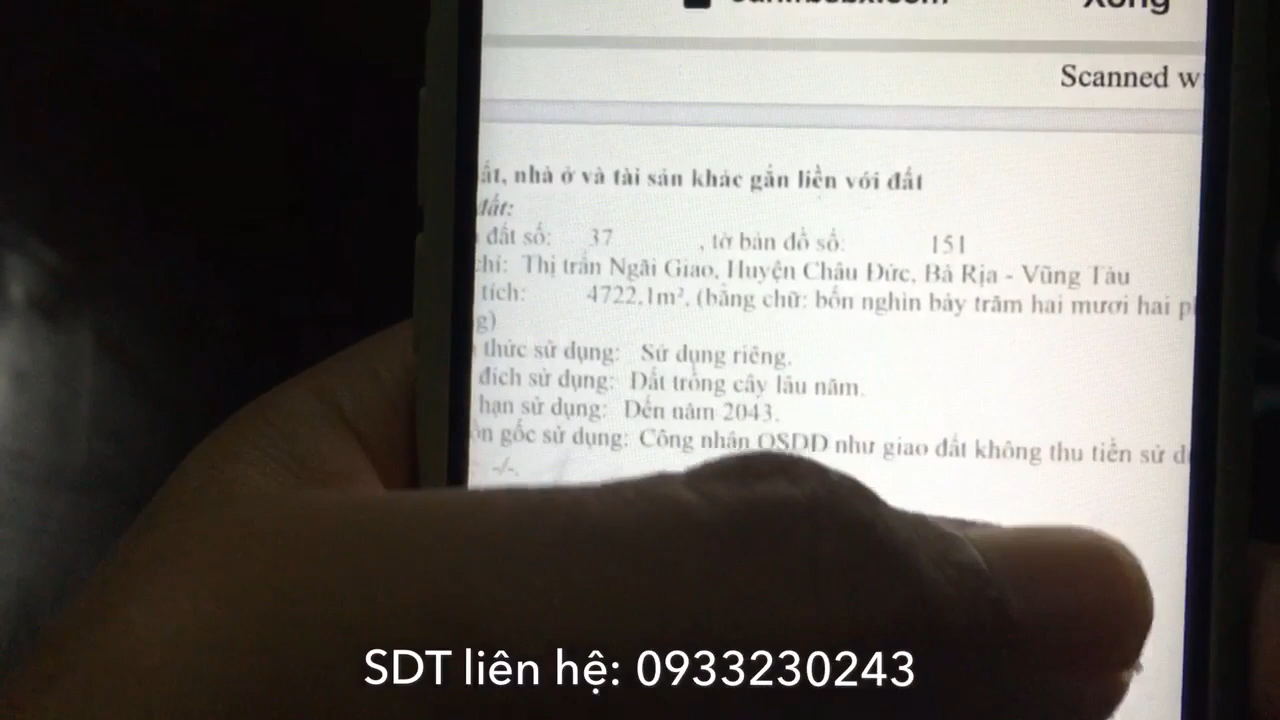 Xong
Scanned w
ất, nhà ở và tài sản khác gắn liền với đất
đất:
đất số: 37 , tờ bản đồ số: 151
chỉ: Thị trấn Ngãi Giao, Huyện Châu Đức, Bà Rịa - Vũng Tàu
tích: 4722,1m², (bằng chữ: bốn nghìn bảy trăm hai mươi hai p
g)
thức sử dụng: Sử dụng riêng.
đích sử dụng: Đất trồng cây lâu năm.
hạn sử dụng: Đến năm 2043.
ồn gốc sử dụng: Công nhận QSDĐ như giao đất không thu tiền sử d
-/-.
SDT liên hệ: 0933230243